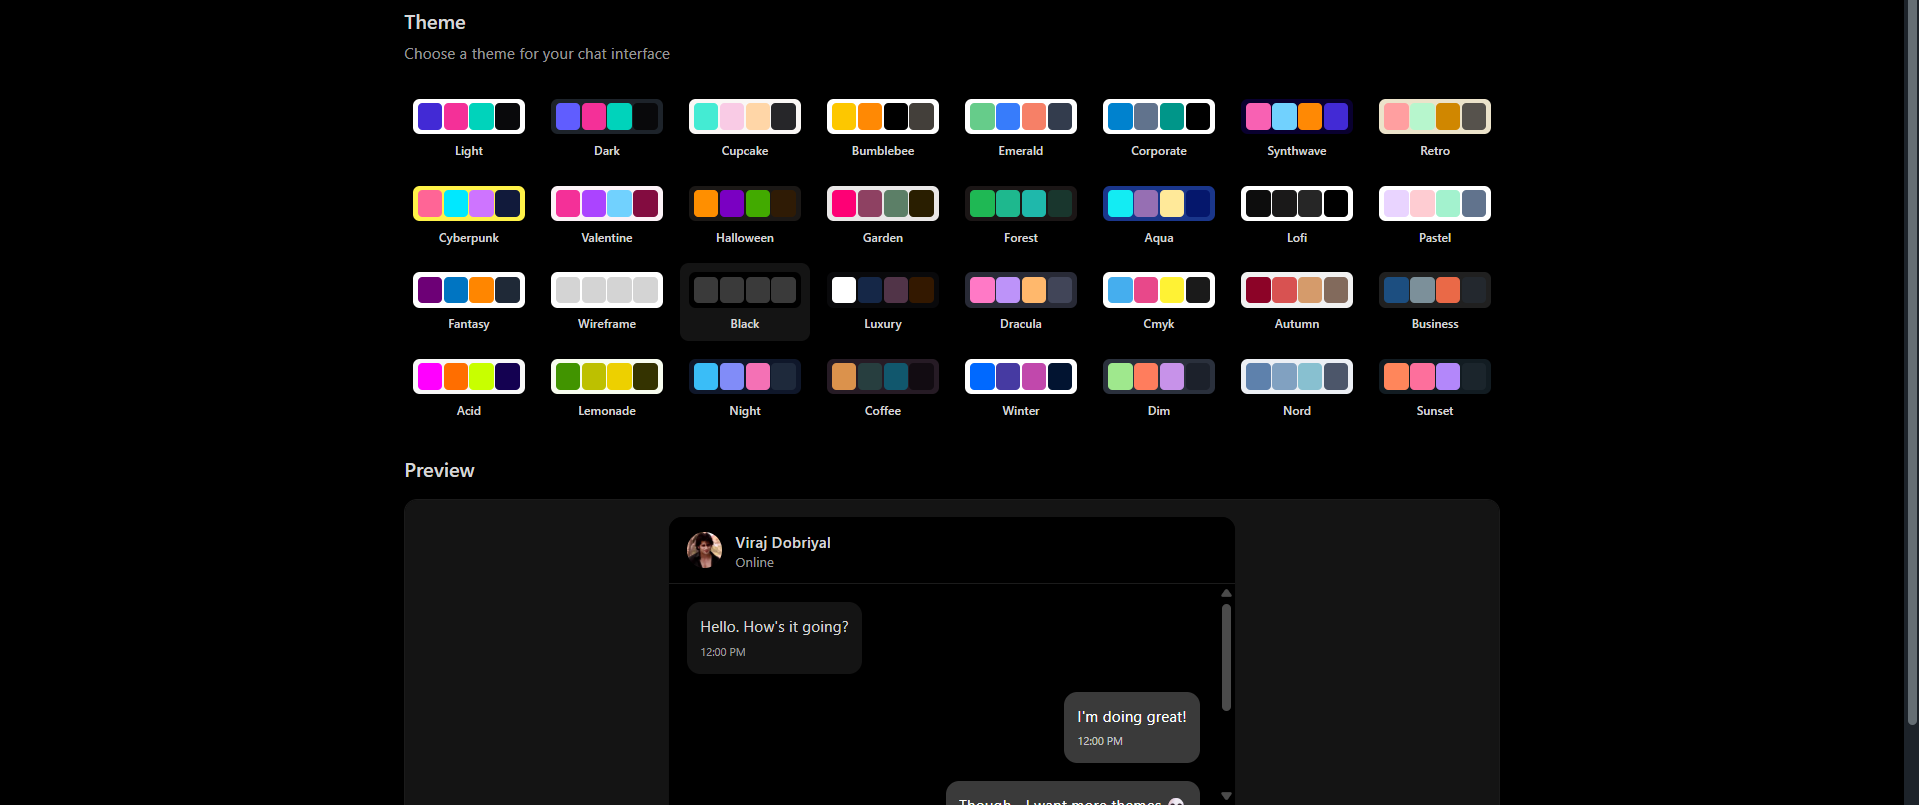 Theme
Choose a theme for your chat interface
Light Dark Cupcake Bumblebee Emerald Corporate Synthwave Retro
Cyberpunk Valentine Halloween Garden Forest Aqua Lofi Pastel
Fantasy Wireframe Black Luxury Dracula Cmyk Autumn Business
Acid Lemonade Night Coffee Winter Dim Nord Sunset
Preview
Viraj Dobriyal
Online
Hello. How's it going?
12:00 PM
I'm doing great!
12:00 PM
I want more themes